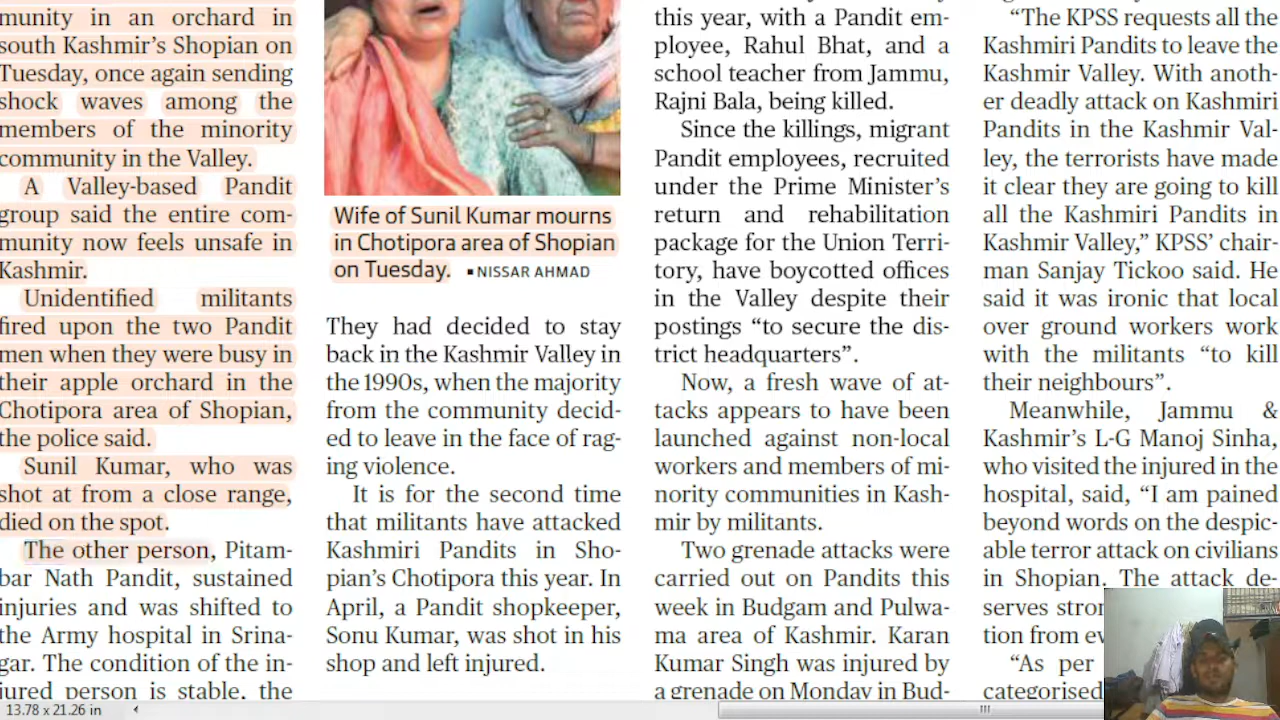 munity in an orchard in
south Kashmir's Shopian on
Tuesday, once again sending
shock waves among the
members of the minority
community in the Valley.
A Valley-based Pandit
group said the entire com-
munity now feels unsafe in
Kashmir.
Unidentified militants
fired upon the two Pandit
men when they were busy in
their apple orchard in the
Chotipora area of Shopian,
the police said.
Sunil Kumar, who was
shot at from a close range,
died on the spot.
The other person, Pitam-
bar Nath Pandit, sustained
injuries and was shifted to
the Army hospital in Srina-
gar. The condition of the in-
jured person is stable, the
Wife of Sunil Kumar mourns
in Chotipora area of Shopian
on Tuesday. ▪ NISSAR AHMAD
They had decided to stay
back in the Kashmir Valley in
the 1990s, when the majority
from the community decid-
ed to leave in the face of rag-
ing violence.
It is for the second time
that militants have attacked
Kashmiri Pandits in Sho-
pian's Chotipora this year. In
April, a Pandit shopkeeper,
Sonu Kumar, was shot in his
shop and left injured.
this year, with a Pandit em-
ployee, Rahul Bhat, and a
school teacher from Jammu,
Rajni Bala, being killed.
Since the killings, migrant
Pandit employees, recruited
under the Prime Minister's
return and rehabilitation
package for the Union Terri-
tory, have boycotted offices
in the Valley despite their
postings "to secure the dis-
trict headquarters".
Now, a fresh wave of at-
tacks appears to have been
launched against non-local
workers and members of mi-
nority communities in Kash-
mir by militants.
Two grenade attacks were
carried out on Pandits this
week in Budgam and Pulwa-
ma area of Kashmir. Karan
Kumar Singh was injured by
a grenade on Monday in Bud-
"The KPSS requests all the
Kashmiri Pandits to leave the
Kashmir Valley. With anoth-
er deadly attack on Kashmiri
Pandits in the Kashmir Val-
ley, the terrorists have made
it clear they are going to kill
all the Kashmiri Pandits in
Kashmir Valley," KPSS' chair-
man Sanjay Tickoo said. He
said it was ironic that local
over ground workers work
with the militants "to kill
their neighbours".
Meanwhile, Jammu &
Kashmir's L-G Manoj Sinha,
who visited the injured in the
hospital, said, "I am pained
beyond words on the despic-
able terror attack on civilians
in Shopian. The attack de-
serves stron
tion from ev
"As per
categorised
13.78 x 21.26 in